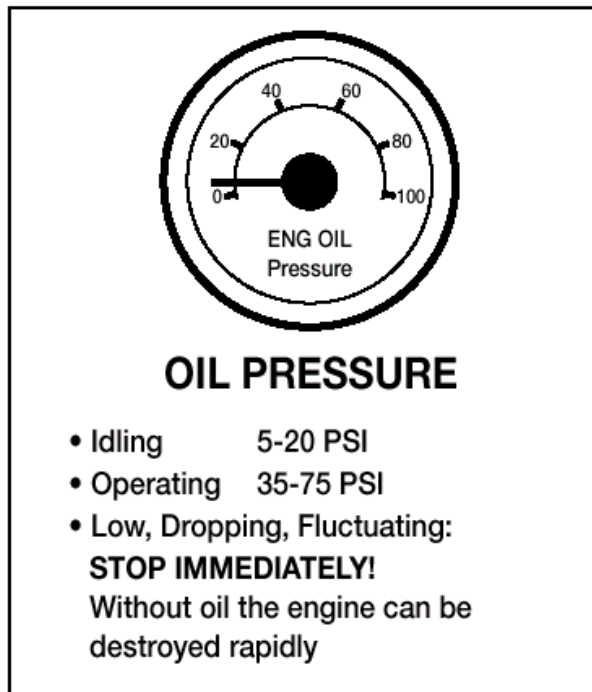 40 60
20 80
0 100
ENG OIL
Pressure
OIL PRESSURE
• Idling 5-20 PSI
• Operating 35-75 PSI
• Low, Dropping, Fluctuating:
STOP IMMEDIATELY!
Without oil the engine can be
destroyed rapidly